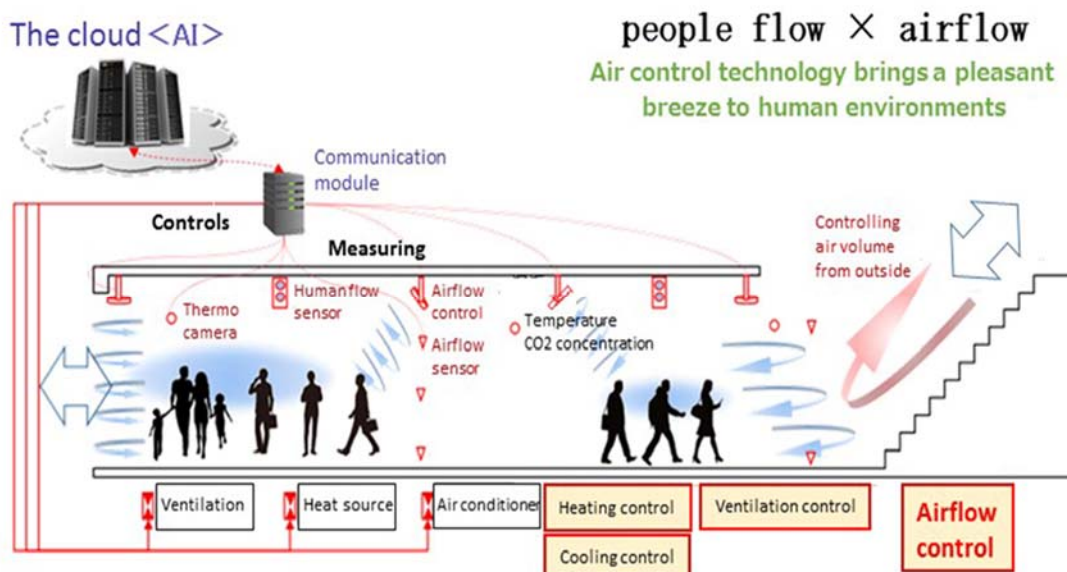 The cloud <AI>
people flow × airflow
Air control technology brings a pleasant
breeze to human environments
Communication
module
Controls
Measuring
Controlling
air volume
from outside
Thermo
camera
Human flow
sensor
Airflow
control
Airflow
sensor
Temperature
CO2 concentration
Ventilation
Heat source
Air conditioner
Heating control
Cooling control
Ventilation control
Airflow
control